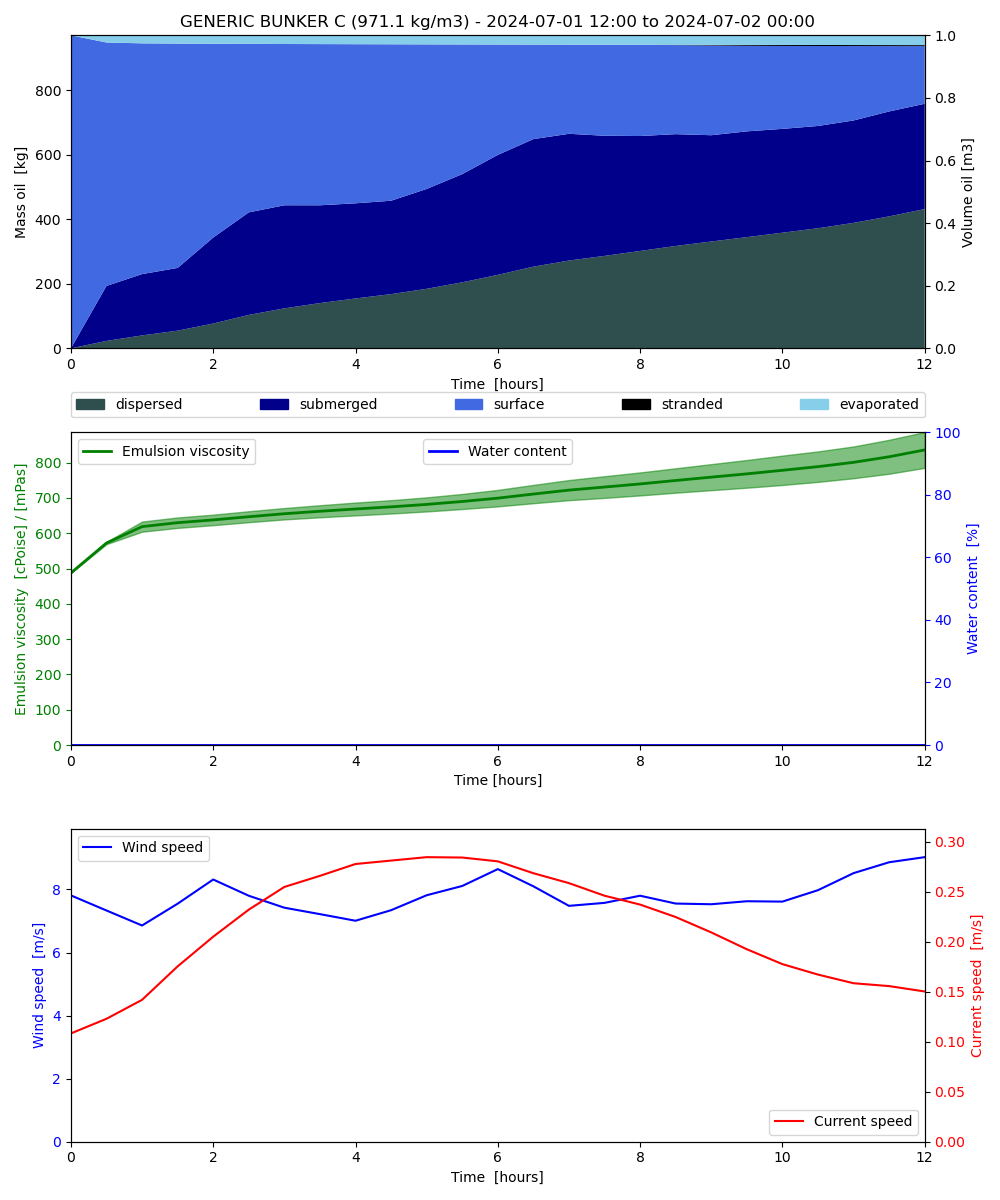 GENERIC BUNKER C (971.1 kg/m3) - 2024-07-01 12:00 to 2024-07-02 00:00
Mass oil [kg]
800
600
400
200
0
1.0
0.8
0.6
0.4
0.2
0.0
Volume oil [m3]
0 2 4 6 8 10 12
Time [hours]
dispersed submerged surface stranded evaporated
Emulsion viscosity [cPoise] / [mPas]
800
700
600
500
400
300
200
100
0
Emulsion viscosity
Water content
100
80
60
40
20
0
Water content [%]
0 2 4 6 8 10 12
Time [hours]
Wind speed [m/s]
8
6
4
2
0
Wind speed
0.30
0.25
0.20
0.15
0.10
0.05
0.00
Current speed [m/s]
Current speed
0 2 4 6 8 10 12
Time [hours]